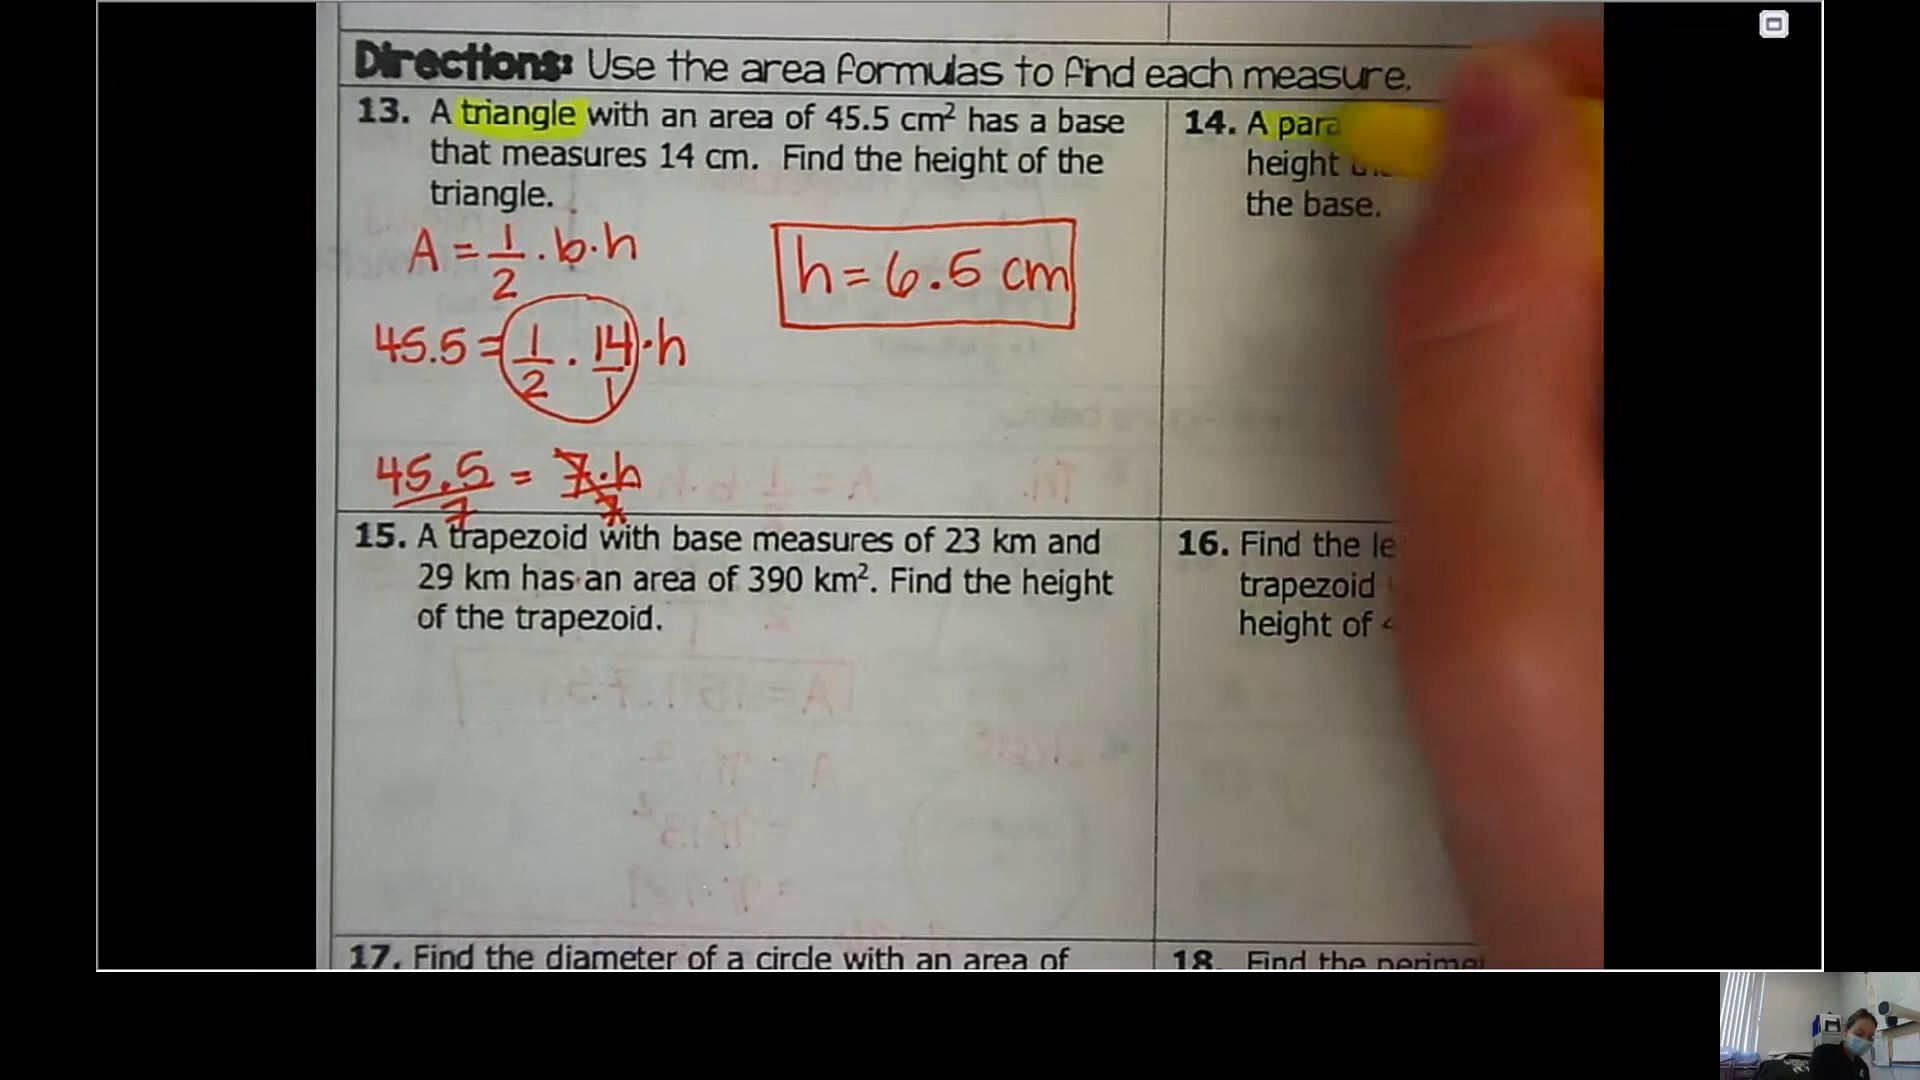 Directions: Use the area formulas to find each measure.
13. A triangle with an area of 45.5 cm² has a base
that measures 14 cm. Find the height of the
triangle.
A = 1/2 · b · h
45.5 = 1/2 · 14/1 · h
45.5/7 = 7·h/7
h = 6.5 cm
14. A para
height
the base.
15. A trapezoid with base measures of 23 km and
29 km has an area of 390 km². Find the height
of the trapezoid.
16. Find the le
trapezoid
height of
17. Find the diameter of a circle with an area of
18. Find the perime